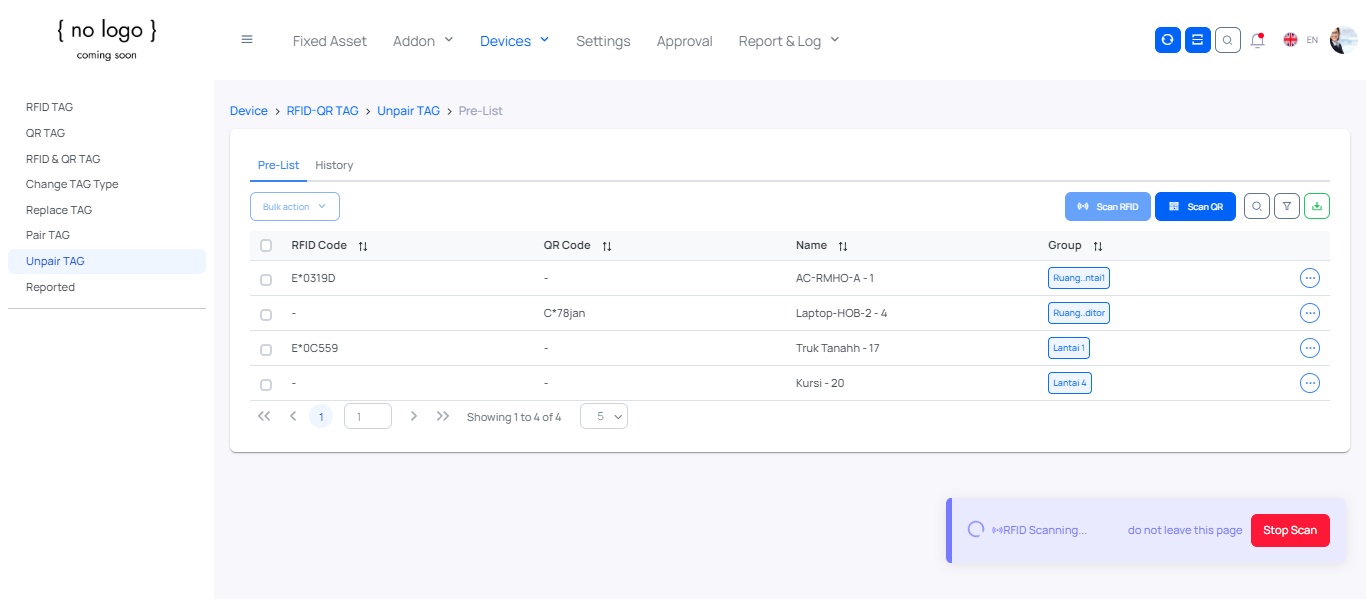 { no logo }
coming soon
Fixed Asset Addon Devices Settings Approval Report & Log EN
RFID TAG
QR TAG
RFID & QR TAG
Change TAG Type
Replace TAG
Pair TAG
Unpair TAG
Reported
Device > RFID-QR TAG > Unpair TAG > Pre-List
Pre-List History
Bulk action Scan RFID Scan QR
RFID Code QR Code Name Group
E*0319D - AC-RMHO-A - 1 Ruang..ntai1
- C*78jan Laptop-HOB-2 - 4 Ruang..ditor
E*0C559 - Truk Tanahh - 17 Lantai 1
- - Kursi - 20 Lantai 4
1 1 Showing 1 to 4 of 4 5
RFID Scanning... do not leave this page Stop Scan